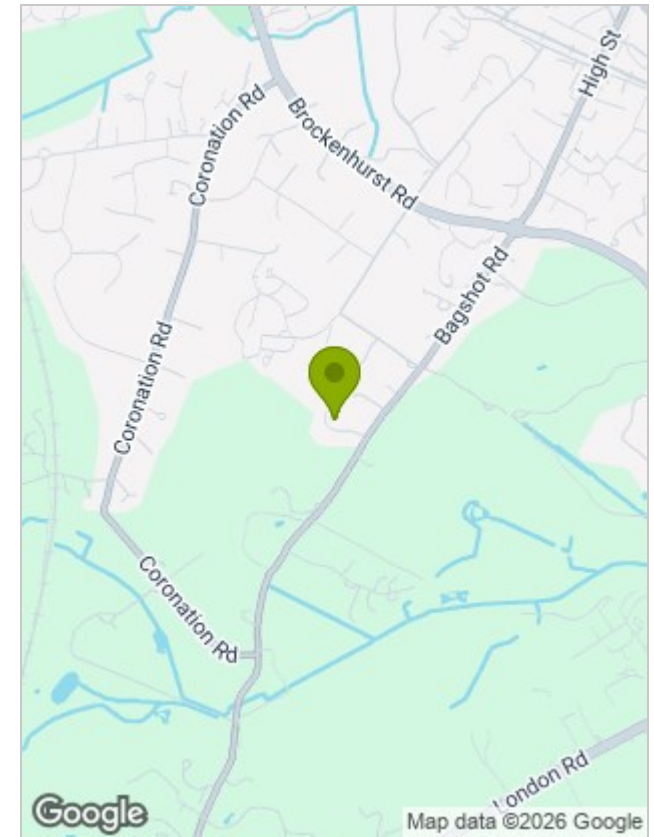 High St
Coronation Rd
Brockenhurst Rd
Bagshot Rd
Coronation Rd
Coronation Rd
London Rd
Google
Map data ©2026 Google